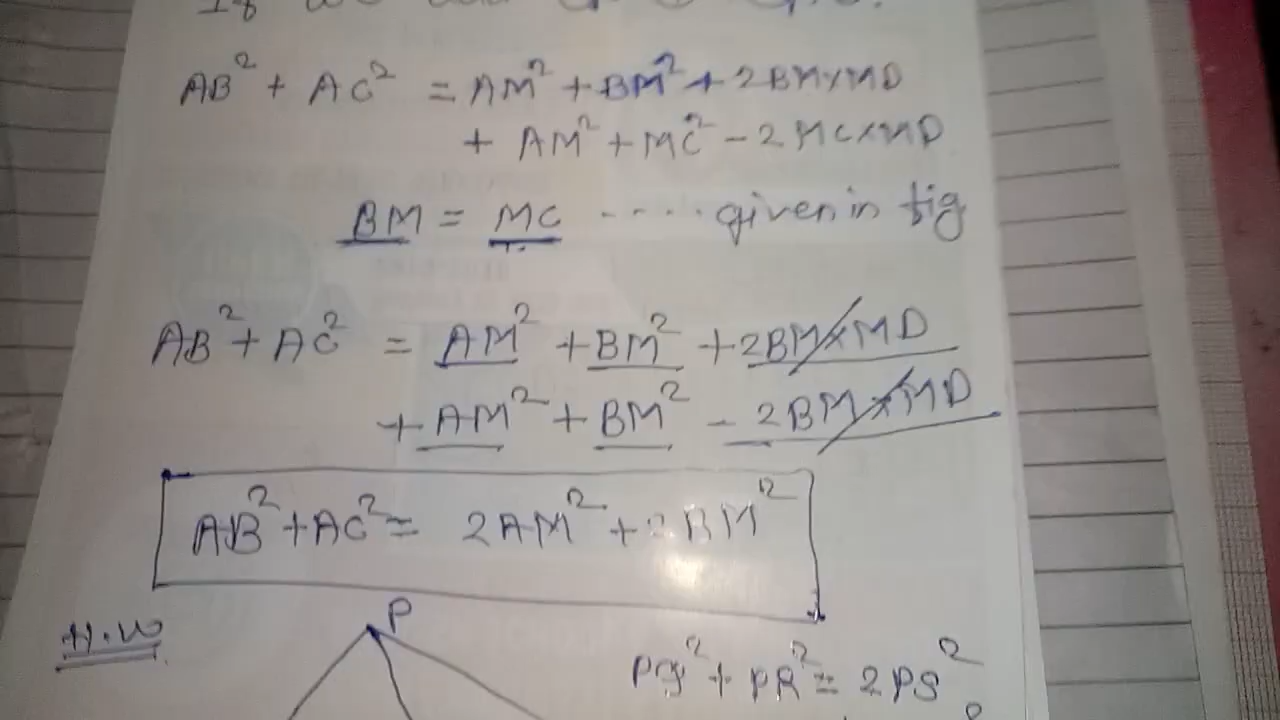 AB² + AC² = AM² + BM² + 2BM×MD
+ AM² + MC² - 2MC×MD
BM = MC ..... given in fig
AB² + AC² = AM² + BM² + 2BM×MD
+ AM² + BM² - 2BM×MD
AB² + AC² = 2AM² + 2BM²
H.W
P
PQ² + PR² = 2PS²